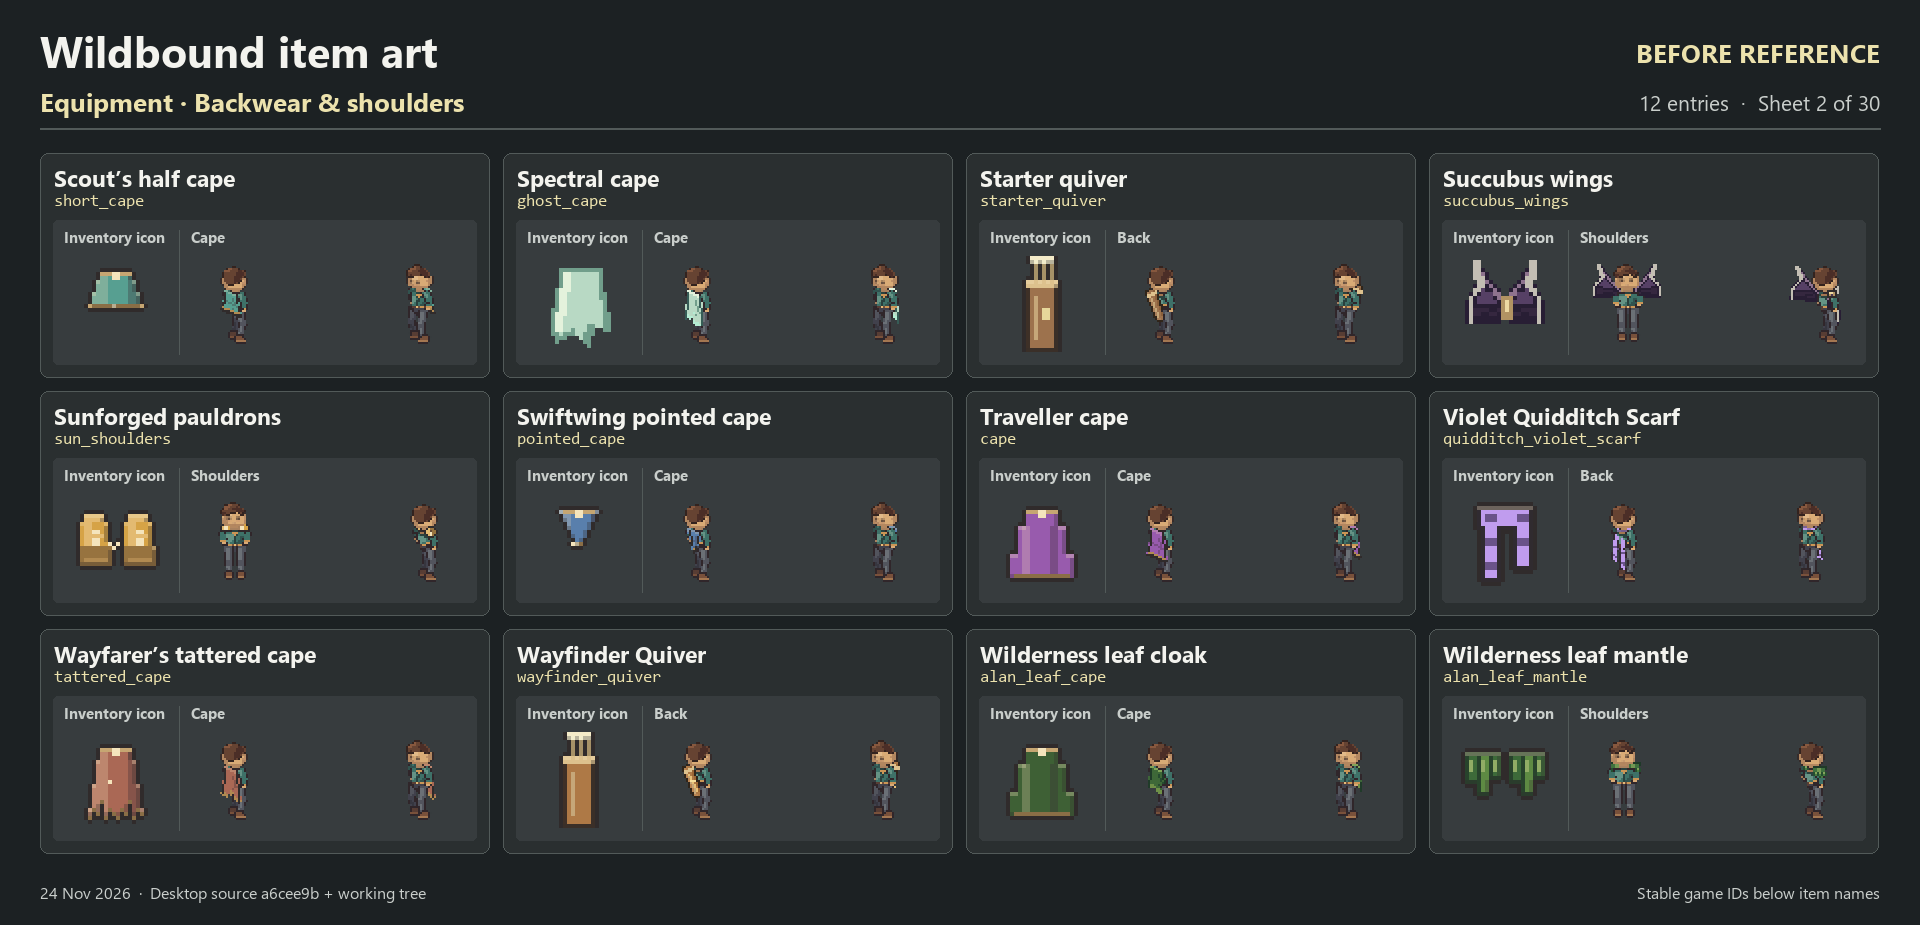 Wildbound item art
BEFORE REFERENCE
Equipment · Backwear & shoulders
12 entries · Sheet 2 of 30
Scout’s half cape
short_cape
Inventory icon
Cape
Spectral cape
ghost_cape
Inventory icon
Cape
Starter quiver
starter_quiver
Inventory icon
Back
Succubus wings
succubus_wings
Inventory icon
Shoulders
Sunforged pauldrons
sun_shoulders
Inventory icon
Shoulders
Swiftwing pointed cape
pointed_cape
Inventory icon
Cape
Traveller cape
cape
Inventory icon
Cape
Violet Quidditch Scarf
quidditch_violet_scarf
Inventory icon
Back
Wayfarer’s tattered cape
tattered_cape
Inventory icon
Cape
Wayfinder Quiver
wayfinder_quiver
Inventory icon
Back
Wilderness leaf cloak
alan_leaf_cape
Inventory icon
Cape
Wilderness leaf mantle
alan_leaf_mantle
Inventory icon
Shoulders
24 Nov 2026 · Desktop source a6cee9b + working tree
Stable game IDs below item names